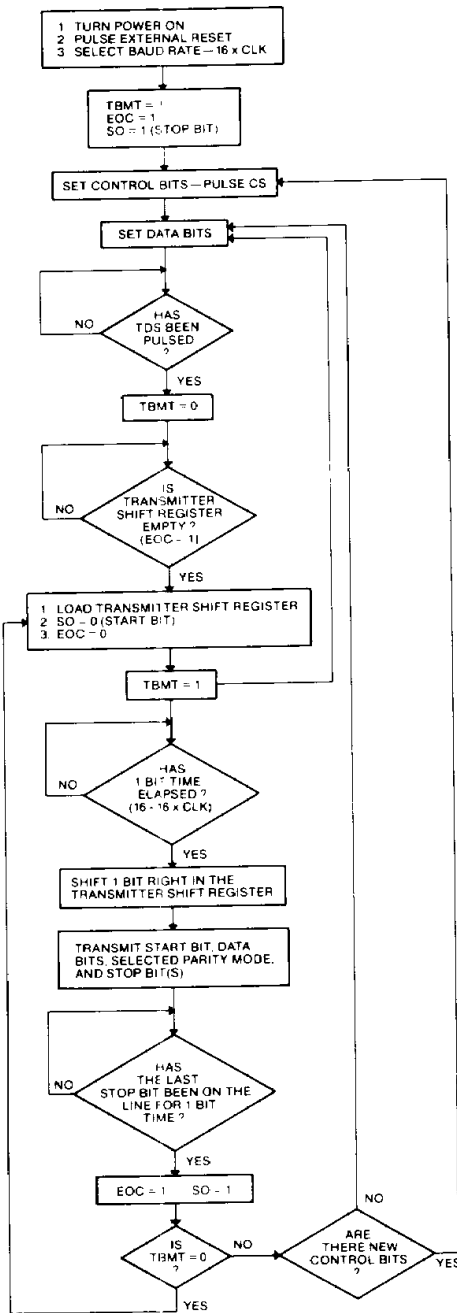 1 TURN POWER ON
2 PULSE EXTERNAL RESET
3 SELECT BAUD RATE — 16 x CLK
TBMT = 1
EOC = 1
SO = 1 (STOP BIT)
SET CONTROL BITS — PULSE CS
SET DATA BITS
HAS
TDS BEEN
PULSED
?
NO
YES
TBMT = 0
IS
TRANSMITTER
SHIFT REGISTER
EMPTY ?
(EOC - 1)
NO
YES
1 LOAD TRANSMITTER SHIFT REGISTER
2 SO - 0 (START BIT)
3. EOC = 0
TBMT = 1
HAS
1 BIT TIME
ELAPSED ?
(16 - 16 x CLK)
NO
YES
SHIFT 1 BIT RIGHT IN THE
TRANSMITTER SHIFT REGISTER
TRANSMIT START BIT, DATA
BITS, SELECTED PARITY MODE,
AND STOP BIT(S)
HAS
THE LAST
STOP BIT BEEN ON THE
LINE FOR 1 BIT
TIME ?
NO
YES
EOC = 1 SO - 1
IS
TBMT = 0
?
NO
YES
ARE
THERE NEW
CONTROL BITS
?
NO
YES